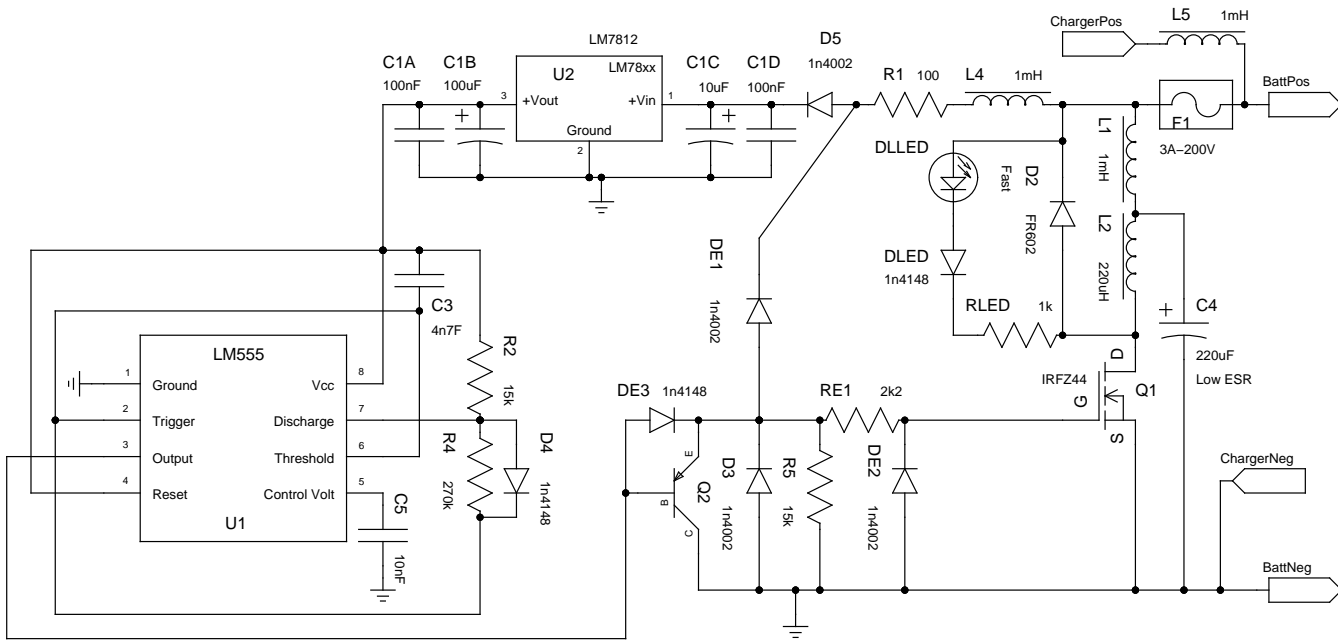 L5
1mH
ChargerPos
LM7812
D5
1n4002
C1A
100nF
C1B
100uF
U2
LM78xx
3
+Vout
+Vin
1
Ground
2
C1C
10uF
C1D
100nF
R1
100
L4
1mH
BattPos
F1
3A-200V
L1
1mH
DLLED
Fast
D2
FR602
L2
220uH
DE1
1n4002
DLED
1n4148
RLED
1k
C4
220uF
Low ESR
C3
4n7F
LM555
1
Ground
Vcc
8
2
Trigger
Discharge
7
3
Output
Threshold
6
4
Reset
Control Volt
5
U1
R2
15k
R4
270k
D4
1n4148
C5
10nF
DE3
1n4148
E
B
C
Q2
D3
1n4002
R5
15k
RE1
2k2
DE2
1n4002
IRFZ44
D
G
S
Q1
ChargerNeg
BattNeg